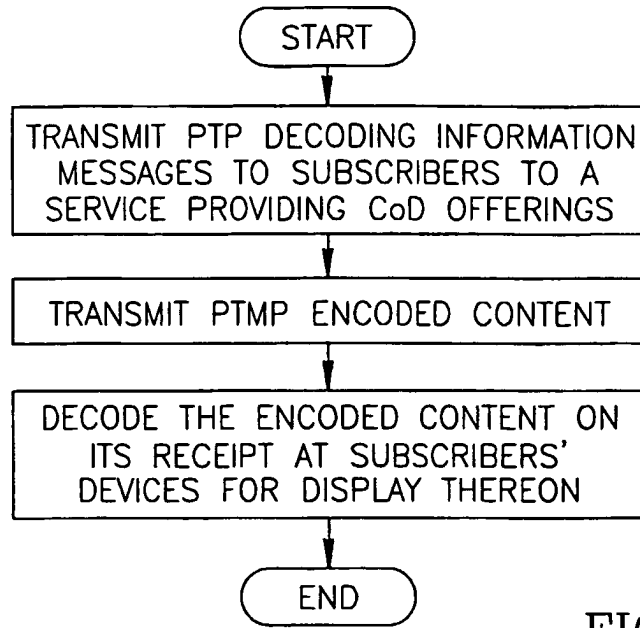 START
TRANSMIT PTP DECODING INFORMATION
MESSAGES TO SUBSCRIBERS TO A
SERVICE PROVIDING CoD OFFERINGS
TRANSMIT PTMP ENCODED CONTENT
DECODE THE ENCODED CONTENT ON
ITS RECEIPT AT SUBSCRIBERS'
DEVICES FOR DISPLAY THEREON
END